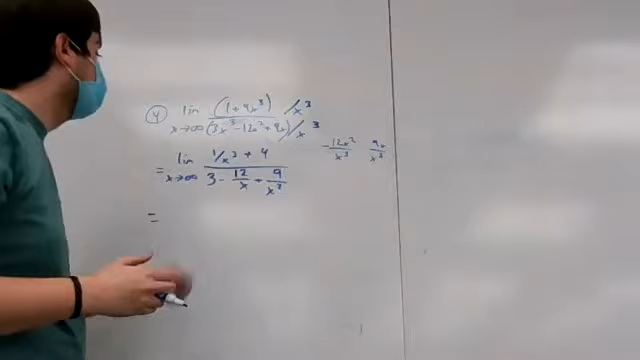 ④ lim (1 + 4x³) /x³
x→∞ (3x³ - 12x² + 9x) /x³
- 12x²/x³ 9x/x³
= lim 1/x³ + 4
x→∞ 3 - 12/x + 9/x²
=